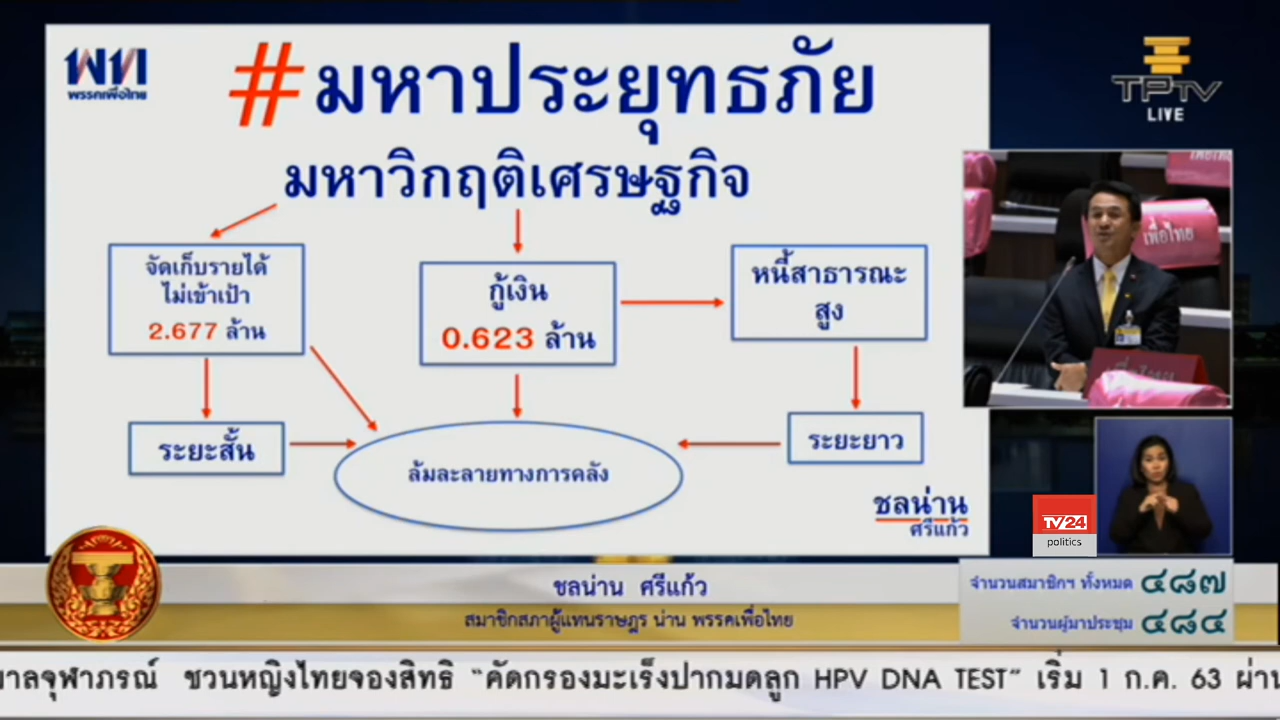 พท
พรรคเพื่อไทย
#มหาประยุทธภัย
มหาวิกฤติเศรษฐกิจ
จัดเก็บรายได้
ไม่เข้าเป้า
2.677 ล้าน
กู้เงิน
0.623 ล้าน
หนี้สาธารณะ
สูง
ระยะสั้น
ล้มละลายทางการคลัง
ระยะยาว
ชลน่าน
ศรีแก้ว
TPTV
LIVE
เพื่อไทย
TV24
politics
ชลน่าน ศรีแก้ว
สมาชิกสภาผู้แทนราษฎร น่าน พรรคเพื่อไทย
จำนวนสมาชิกฯ ทั้งหมด ๔๘๗
จำนวนผู้มาประชุม ๔๘๔
าลจุฬาภรณ์ ชวนหญิงไทยจองสิทธิ “คัดกรองมะเร็งปากมดลูก HPV DNA TEST” เริ่ม 1 ก.ค. 63 ผ่าน